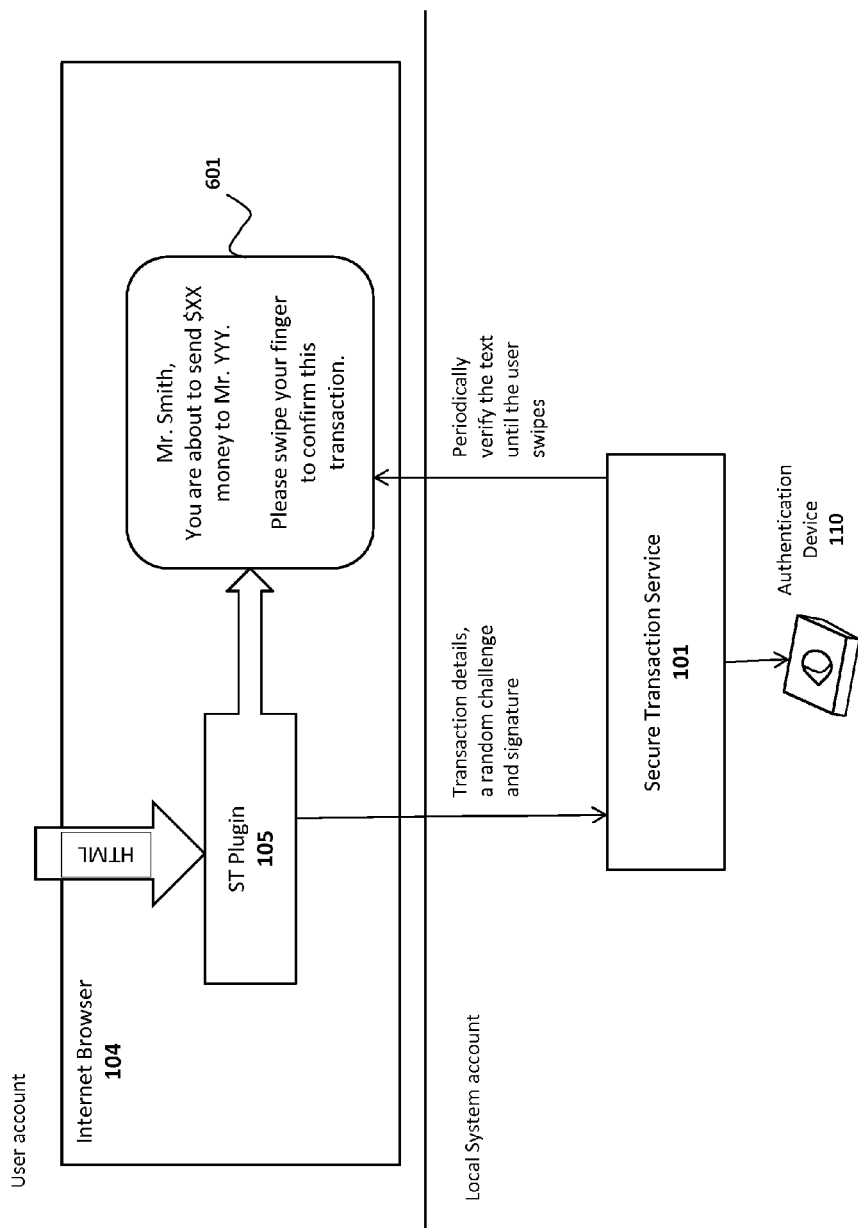 User account
Internet Browser
104
HTML
ST Plugin
105
Mr. Smith,
You are about to send $XX
money to Mr. YYY.
Please swipe your finger
to confirm this
transaction.
601
Local System account
Transaction details,
a random challenge
and signature
Periodically
verify the text
until the user
swipes
Secure Transaction Service
101
Authentication
Device
110